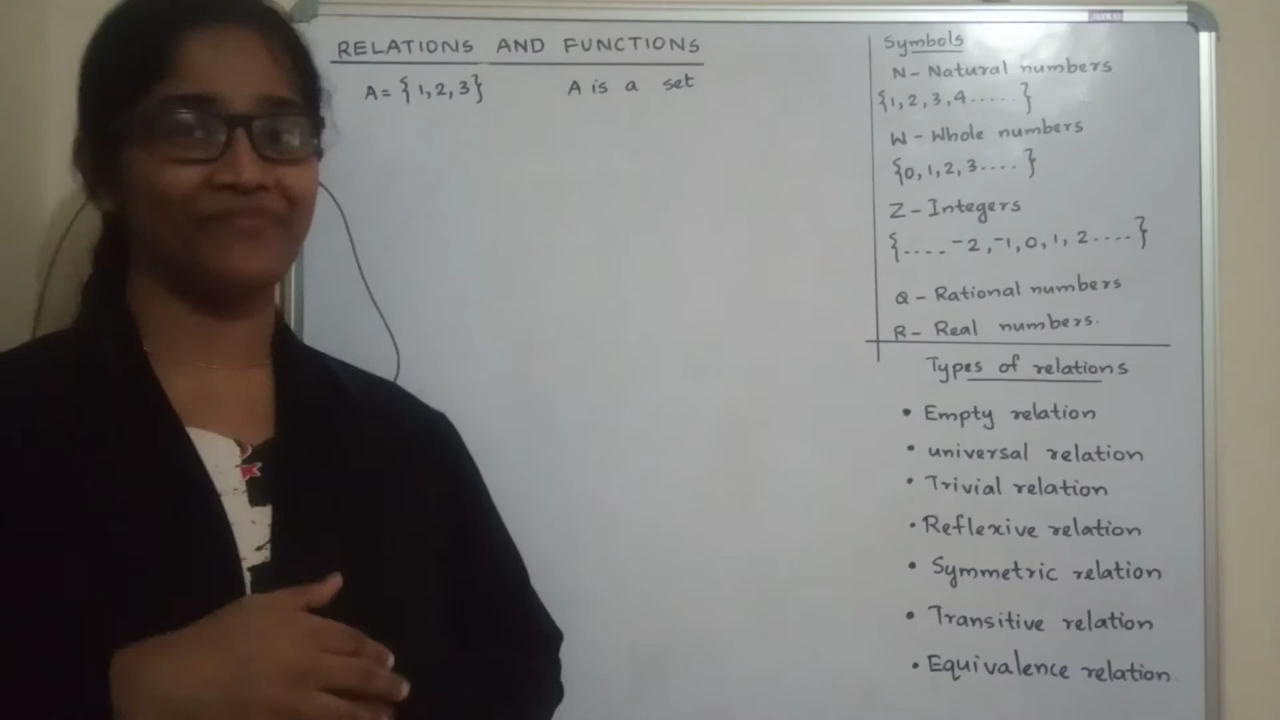 RELATIONS AND FUNCTIONS
A = {1, 2, 3} A is a set
Symbols
N - Natural numbers
{1, 2, 3, 4.....}
W - Whole numbers
{0, 1, 2, 3....}
Z - Integers
{.... -2, -1, 0, 1, 2....}
Q - Rational numbers
R - Real numbers.
Types of relations
• Empty relation
• universal relation
• Trivial relation
• Reflexive relation
• Symmetric relation
• Transitive relation
• Equivalence relation